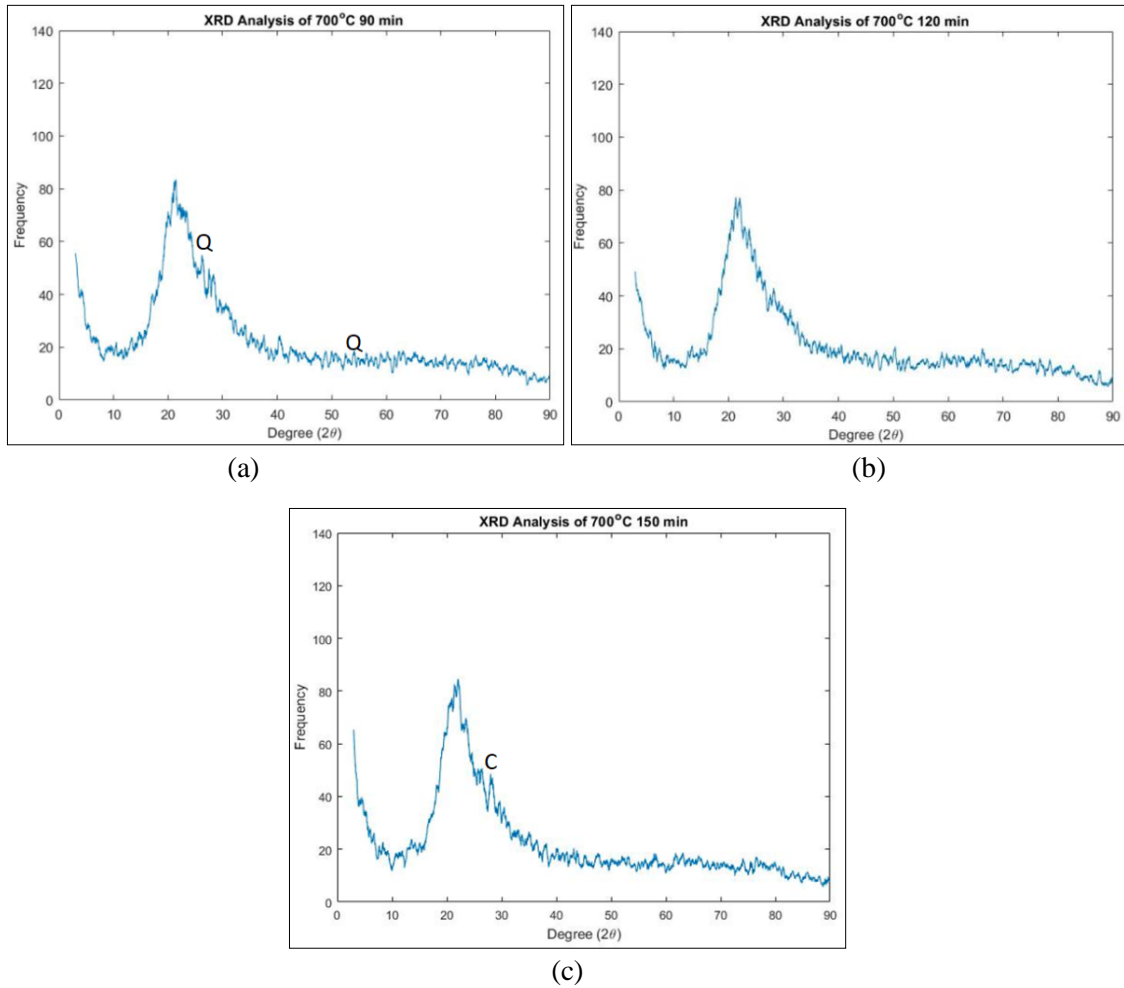 XRD Analysis of 700°C 90 min
140
120
100
80
60
40
20
0
Frequency
Q
Q
0 10 20 30 40 50 60 70 80 90
Degree (2θ)
(a)
XRD Analysis of 700°C 120 min
140
120
100
80
60
40
20
0
Frequency
0 10 20 30 40 50 60 70 80 90
Degree (2θ)
(b)
XRD Analysis of 700°C 150 min
140
120
100
80
60
40
20
0
Frequency
C
0 10 20 30 40 50 60 70 80 90
Degree (2θ)
(c)